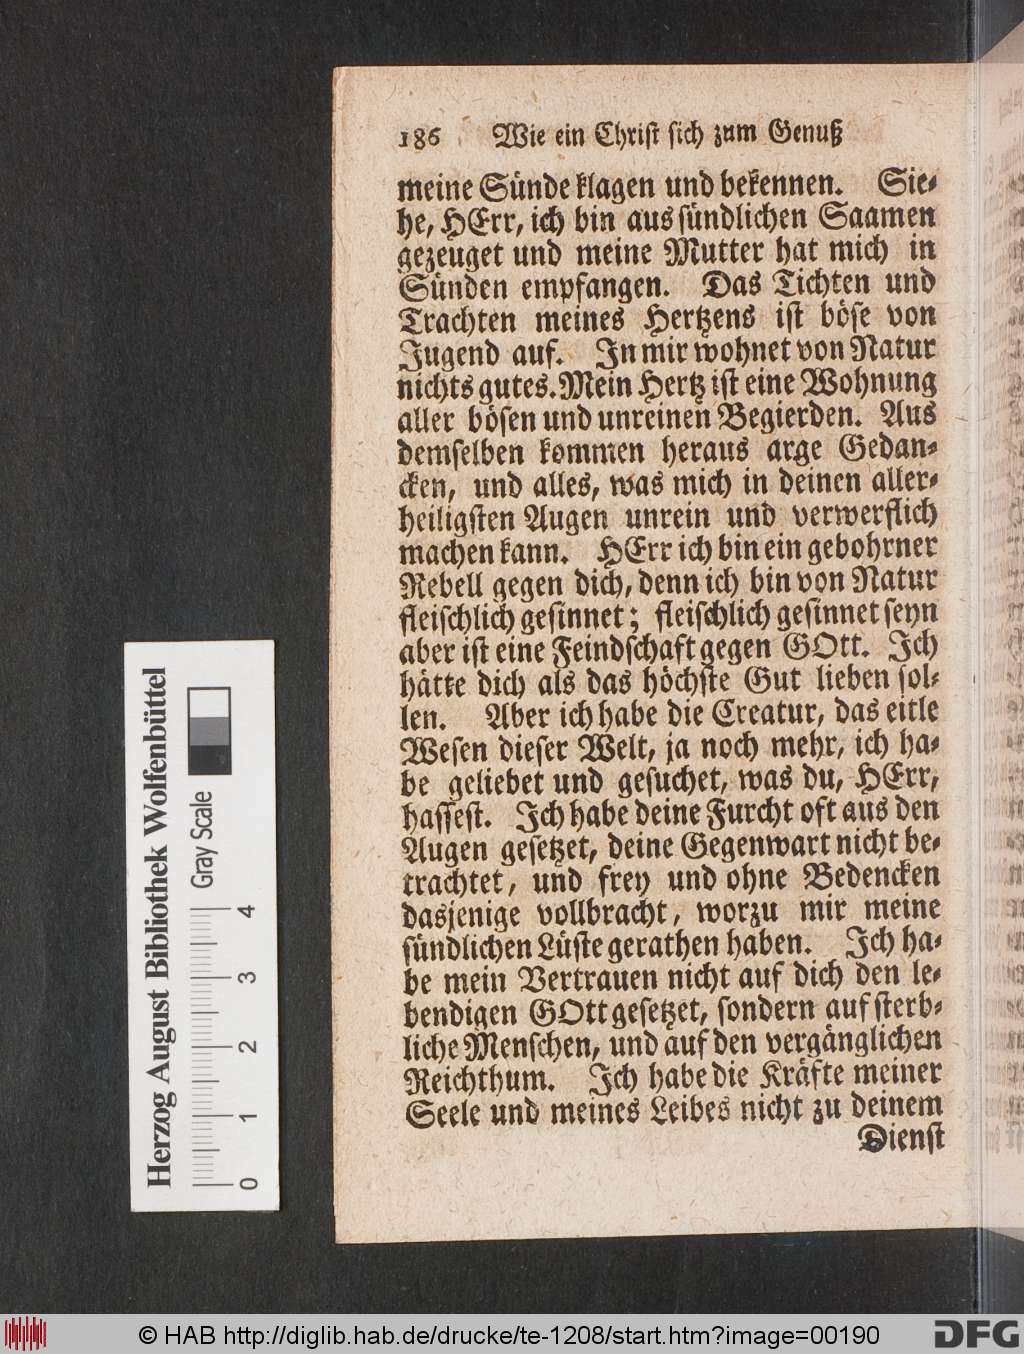 186 Wie ein Christ sich zum Genuß
meine Sünde klagen und bekennen. Sie-
he, HErr, ich bin aus sündlichen Saamen
gezeuget und meine Mutter hat mich in
Sünden empfangen. Das Tichten und
Trachten meines Hertzens ist böse von
Jugend auf. In mir wohnet von Natur
nichts gutes. Mein Hertz ist eine Wohnung
aller bösen und unreinen Begierden. Aus
demselben kommen heraus arge Gedan-
cken, und alles, was mich in deinen aller-
heiligsten Augen unrein und verwerflich
machen kann. HErr ich bin ein gebohrner
Rebell gegen dich, denn ich bin von Natur
fleischlich gesinnet; fleischlich gesinnet seyn
aber ist eine Feindschaft gegen GOtt. Ich
hätte dich als das höchste Gut lieben sol-
len. Aber ich habe die Creatur, das eitle
Wesen dieser Welt, ja noch mehr, ich ha-
be geliebet und gesuchet, was du, HErr,
hassest. Ich habe deine Furcht oft aus den
Augen gesetzet, deine Gegenwart nicht be-
trachtet, und frey und ohne Bedencken
dasjenige vollbracht, worzu mir meine
sündlichen Lüste gerathen haben. Ich ha-
be mein Vertrauen nicht auf dich den le-
bendigen GOtt gesetzet, sondern auf sterb-
liche Menschen, und auf den vergänglichen
Reichthum. Ich habe die Kräfte meiner
Seele und meines Leibes nicht zu deinem
Dienst
Herzog August Bibliothek Wolfenbüttel
Gray Scale
0 1 2 3 4
© HAB http://diglib.hab.de/drucke/te-1208/start.htm?image=00190
DFG